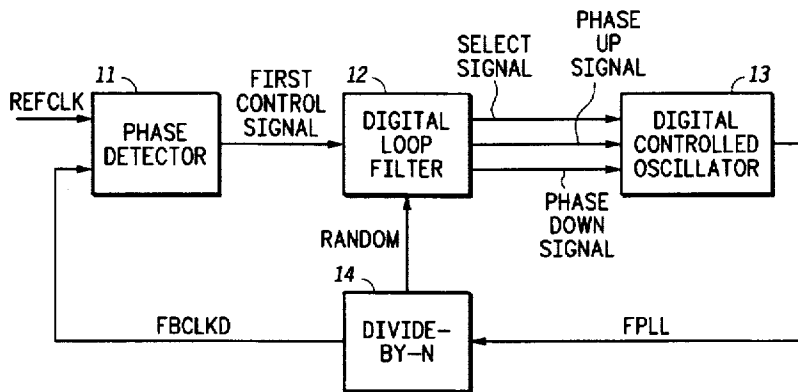 11
REFCLK
PHASE
DETECTOR
FIRST
CONTROL
SIGNAL
12
DIGITAL
LOOP
FILTER
SELECT
SIGNAL
PHASE
UP
SIGNAL
PHASE
DOWN
SIGNAL
13
DIGITAL
CONTROLLED
OSCILLATOR
RANDOM
14
DIVIDE-
BY-N
FBCLKD
FPLL